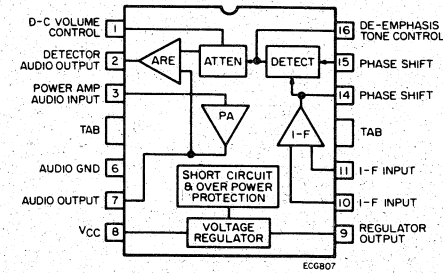 D-C VOLUME
CONTROL
1
DETECTOR
AUDIO OUTPUT
2
POWER AMP
AUDIO INPUT
3
TAB
AUDIO GND
6
AUDIO OUTPUT
7
VCC
8
ARE
ATTEN
DETECT
PA
I-F
SHORT CIRCUIT
& OVER POWER
PROTECTION
VOLTAGE
REGULATOR
16
DE-EMPHASIS
TONE CONTROL
15
PHASE SHIFT
14
PHASE SHIFT
TAB
11
I-F INPUT
10
I-F INPUT
9
REGULATOR
OUTPUT
ECG807